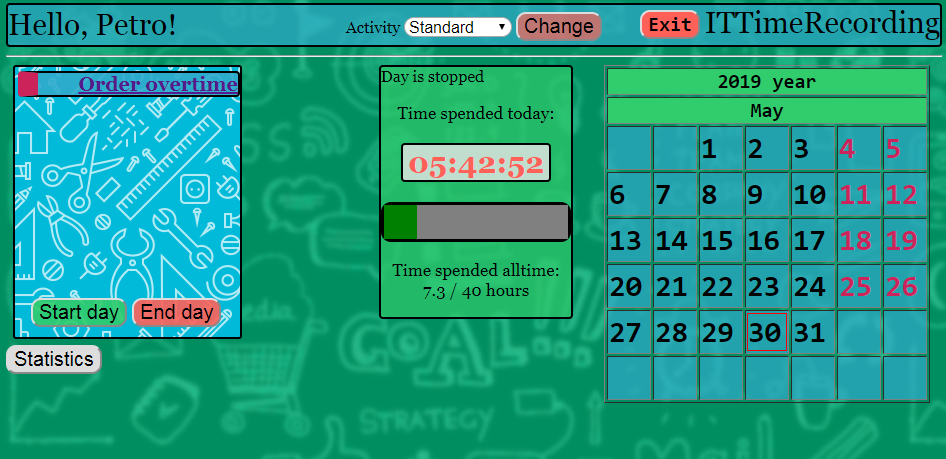 Hello, Petro!
Activity Standard Change
Exit ITTimeRecording
Order overtime
Start day End day
Statistics
Day is stopped
Time spended today:
05:42:52
Time spended alltime:
7.3 / 40 hours
2019 year
May
1 2 3 4 5
6 7 8 9 10 11 12
13 14 15 16 17 18 19
20 21 22 23 24 25 26
27 28 29 30 31
GOAL...
STRATEGY